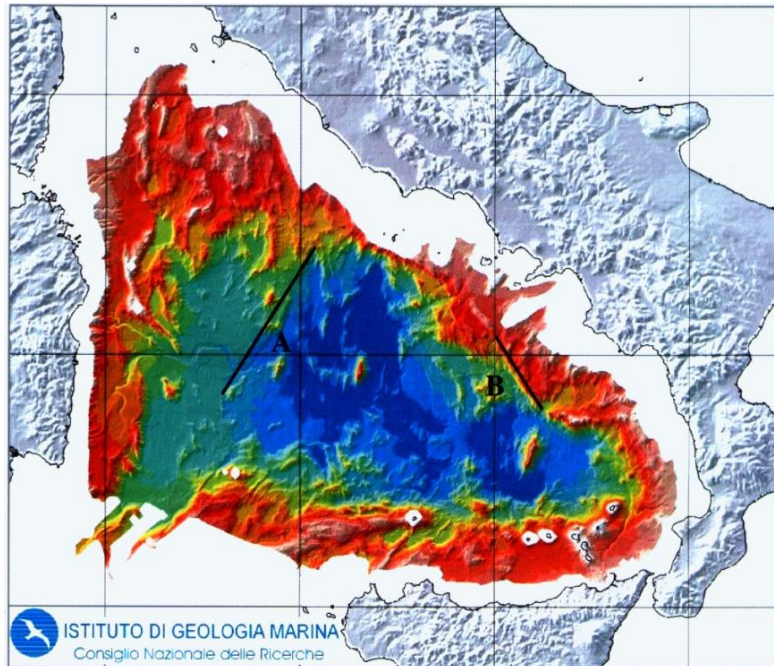 A
B
ISTITUTO DI GEOLOGIA MARINA
Consiglio Nazionale delle Ricerche